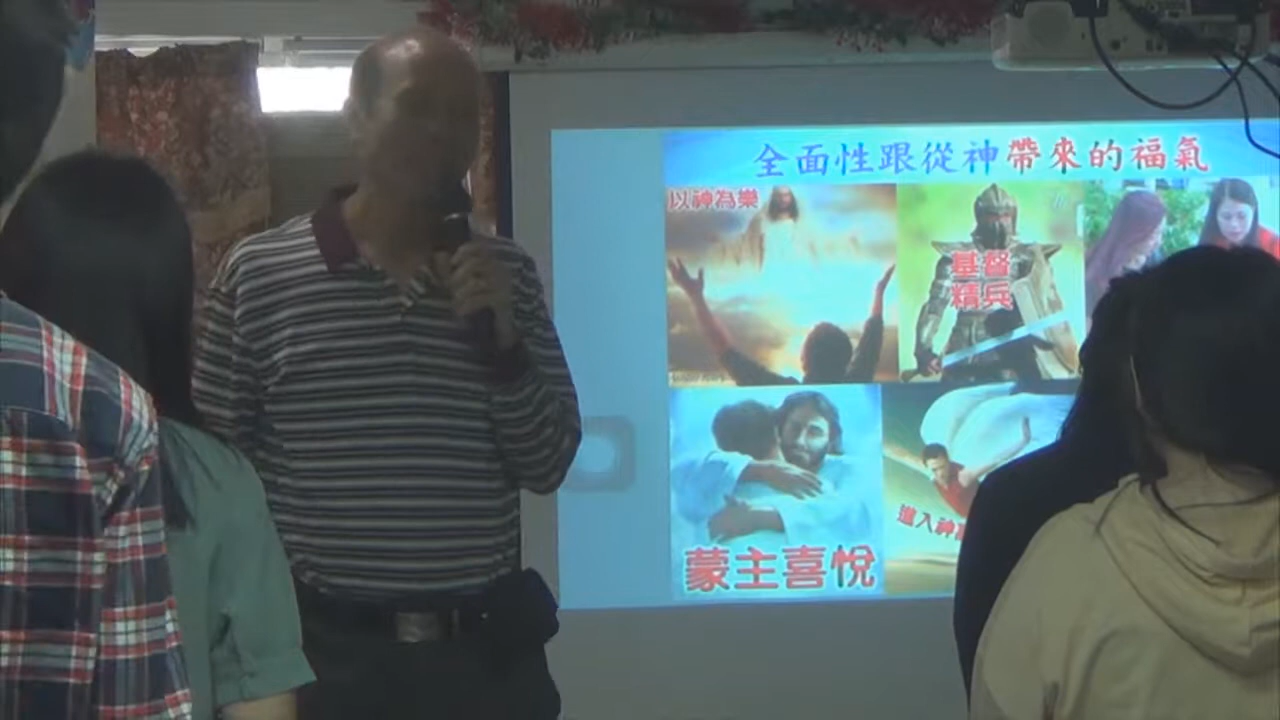 全面性跟從神帶來的福氣
以神為樂
基督
精兵
蒙主喜悅
進入神